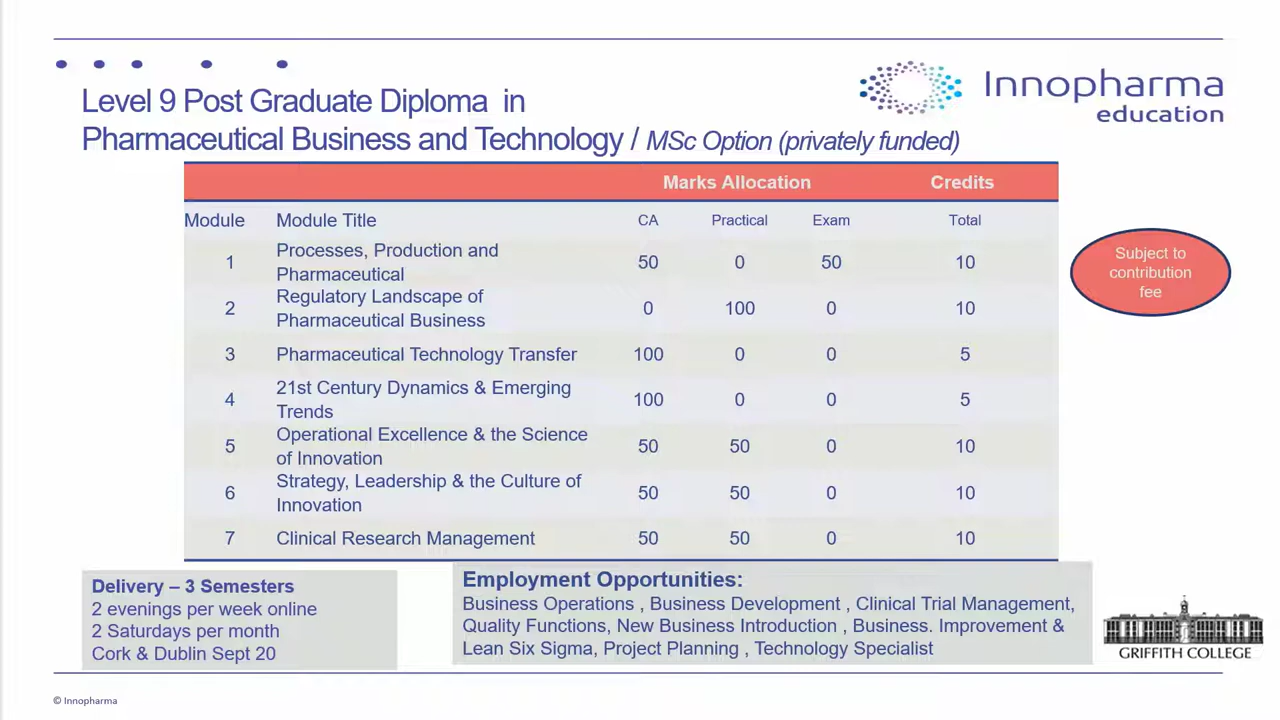 Innopharma
education
Level 9 Post Graduate Diploma in
Pharmaceutical Business and Technology / MSc Option (privately funded)
Marks Allocation Credits
Module Module Title CA Practical Exam Total
1 Processes, Production and Pharmaceutical 50 0 50 10
2 Regulatory Landscape of Pharmaceutical Business 0 100 0 10
3 Pharmaceutical Technology Transfer 100 0 0 5
4 21st Century Dynamics & Emerging Trends 100 0 0 5
5 Operational Excellence & the Science of Innovation 50 50 0 10
6 Strategy, Leadership & the Culture of Innovation 50 50 0 10
7 Clinical Research Management 50 50 0 10
Subject to
contribution
fee
Delivery – 3 Semesters
2 evenings per week online
2 Saturdays per month
Cork & Dublin Sept 20
Employment Opportunities:
Business Operations , Business Development , Clinical Trial Management,
Quality Functions, New Business Introduction , Business. Improvement &
Lean Six Sigma, Project Planning , Technology Specialist
GRIFFITH COLLEGE
© Innopharma